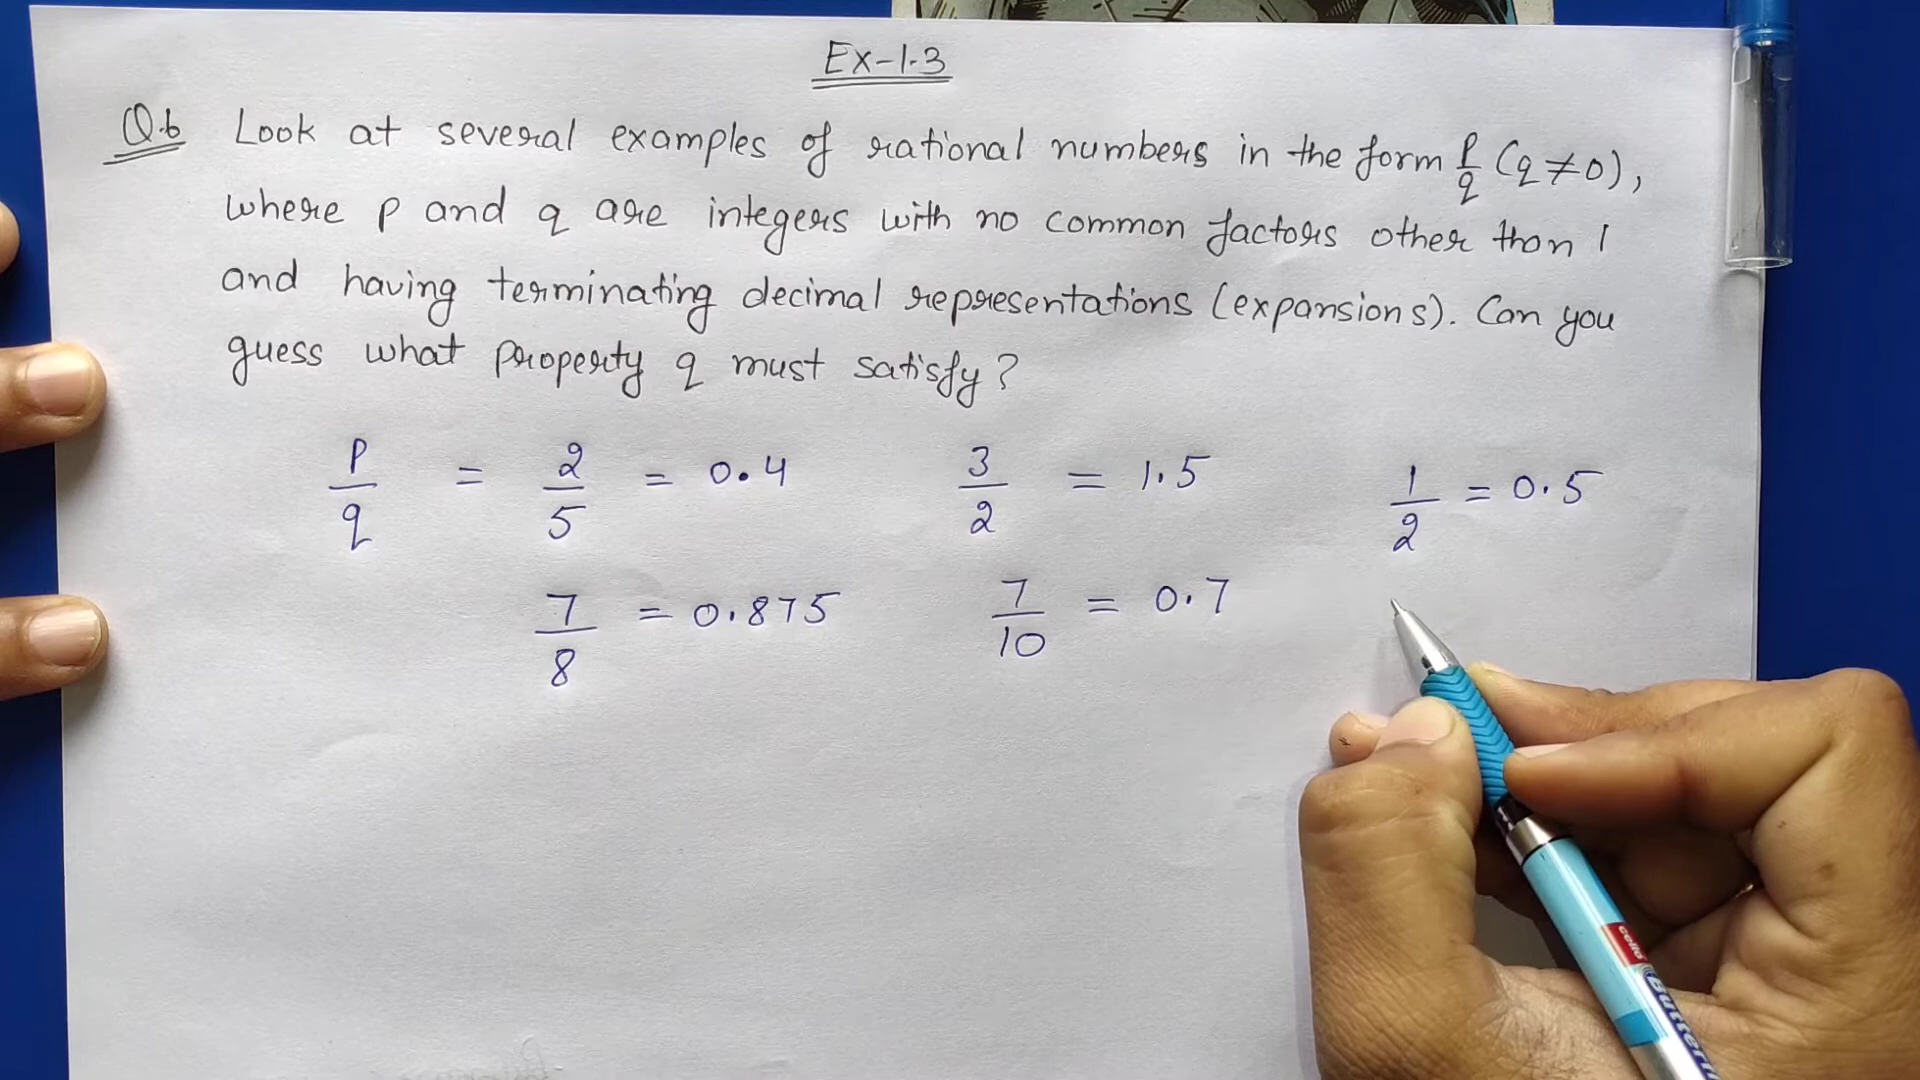 Ex-1.3
Q.6 Look at several examples of rational numbers in the form p/q (q≠0),
where p and q are integers with no common factors other than 1
and having terminating decimal representations (expansions). Can you
guess what property q must satisfy?
p/q = 2/5 = 0.4 3/2 = 1.5 1/2 = 0.5
7/8 = 0.875 7/10 = 0.7
cello